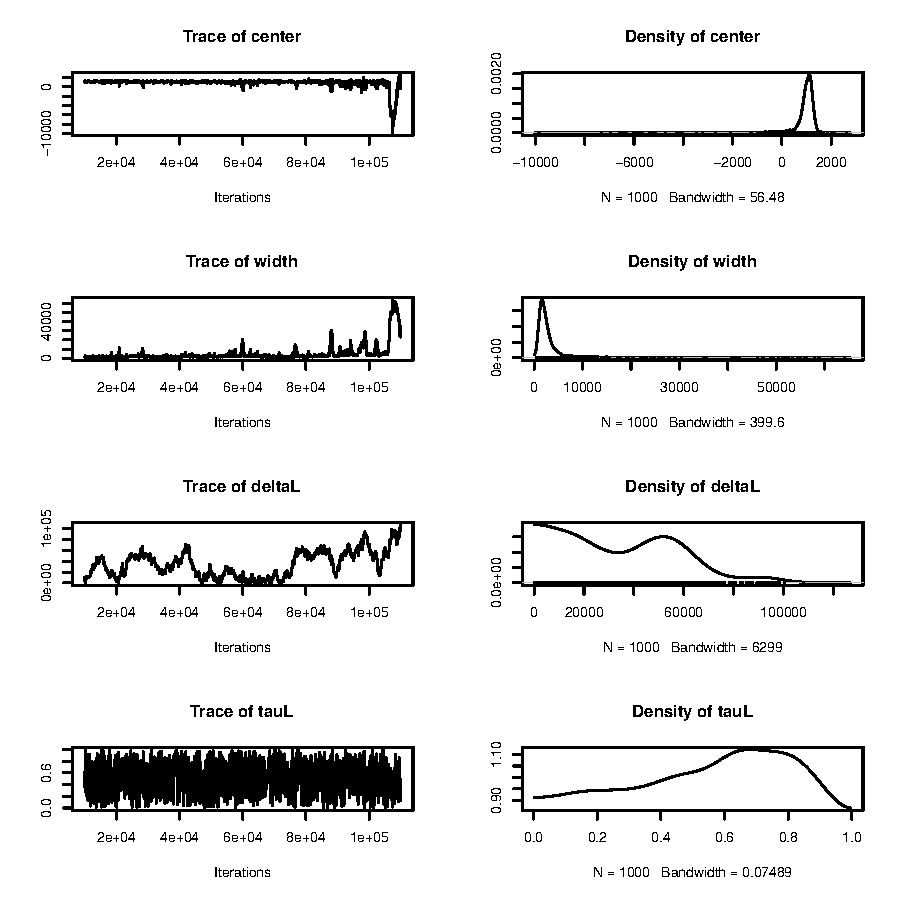 Trace of center
Density of center
0
−10000
2e+04 4e+04 6e+04 8e+04 1e+05
Iterations
0.0020
0.0000
−10000 −6000 −2000 0 2000
N = 1000 Bandwidth = 56.48
Trace of width
Density of width
40000
0
2e+04 4e+04 6e+04 8e+04 1e+05
Iterations
0e+00
0 10000 30000 50000
N = 1000 Bandwidth = 399.6
Trace of deltaL
Density of deltaL
1e+05
0e+00
2e+04 4e+04 6e+04 8e+04 1e+05
Iterations
0.0e+00
0 20000 60000 100000
N = 1000 Bandwidth = 6299
Trace of tauL
Density of tauL
0.6
0.0
2e+04 4e+04 6e+04 8e+04 1e+05
Iterations
1.10
0.90
0.0 0.2 0.4 0.6 0.8 1.0
N = 1000 Bandwidth = 0.07489